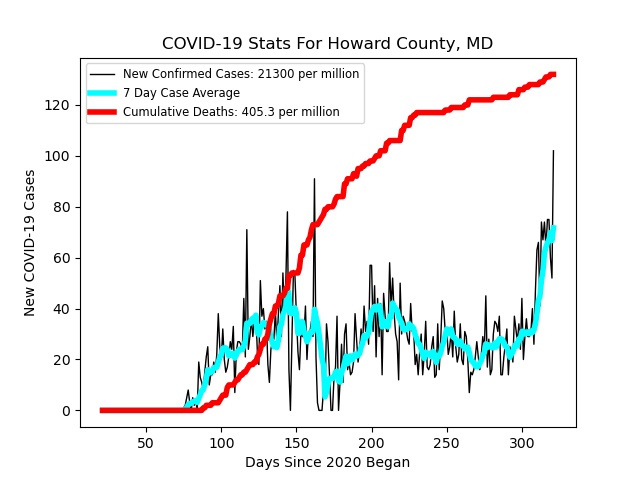 COVID-19 Stats For Howard County, MD
New Confirmed Cases: 21300 per million
7 Day Case Average
Cumulative Deaths: 405.3 per million
New COVID-19 Cases
120
100
80
60
40
20
0
50 100 150 200 250 300
Days Since 2020 Began